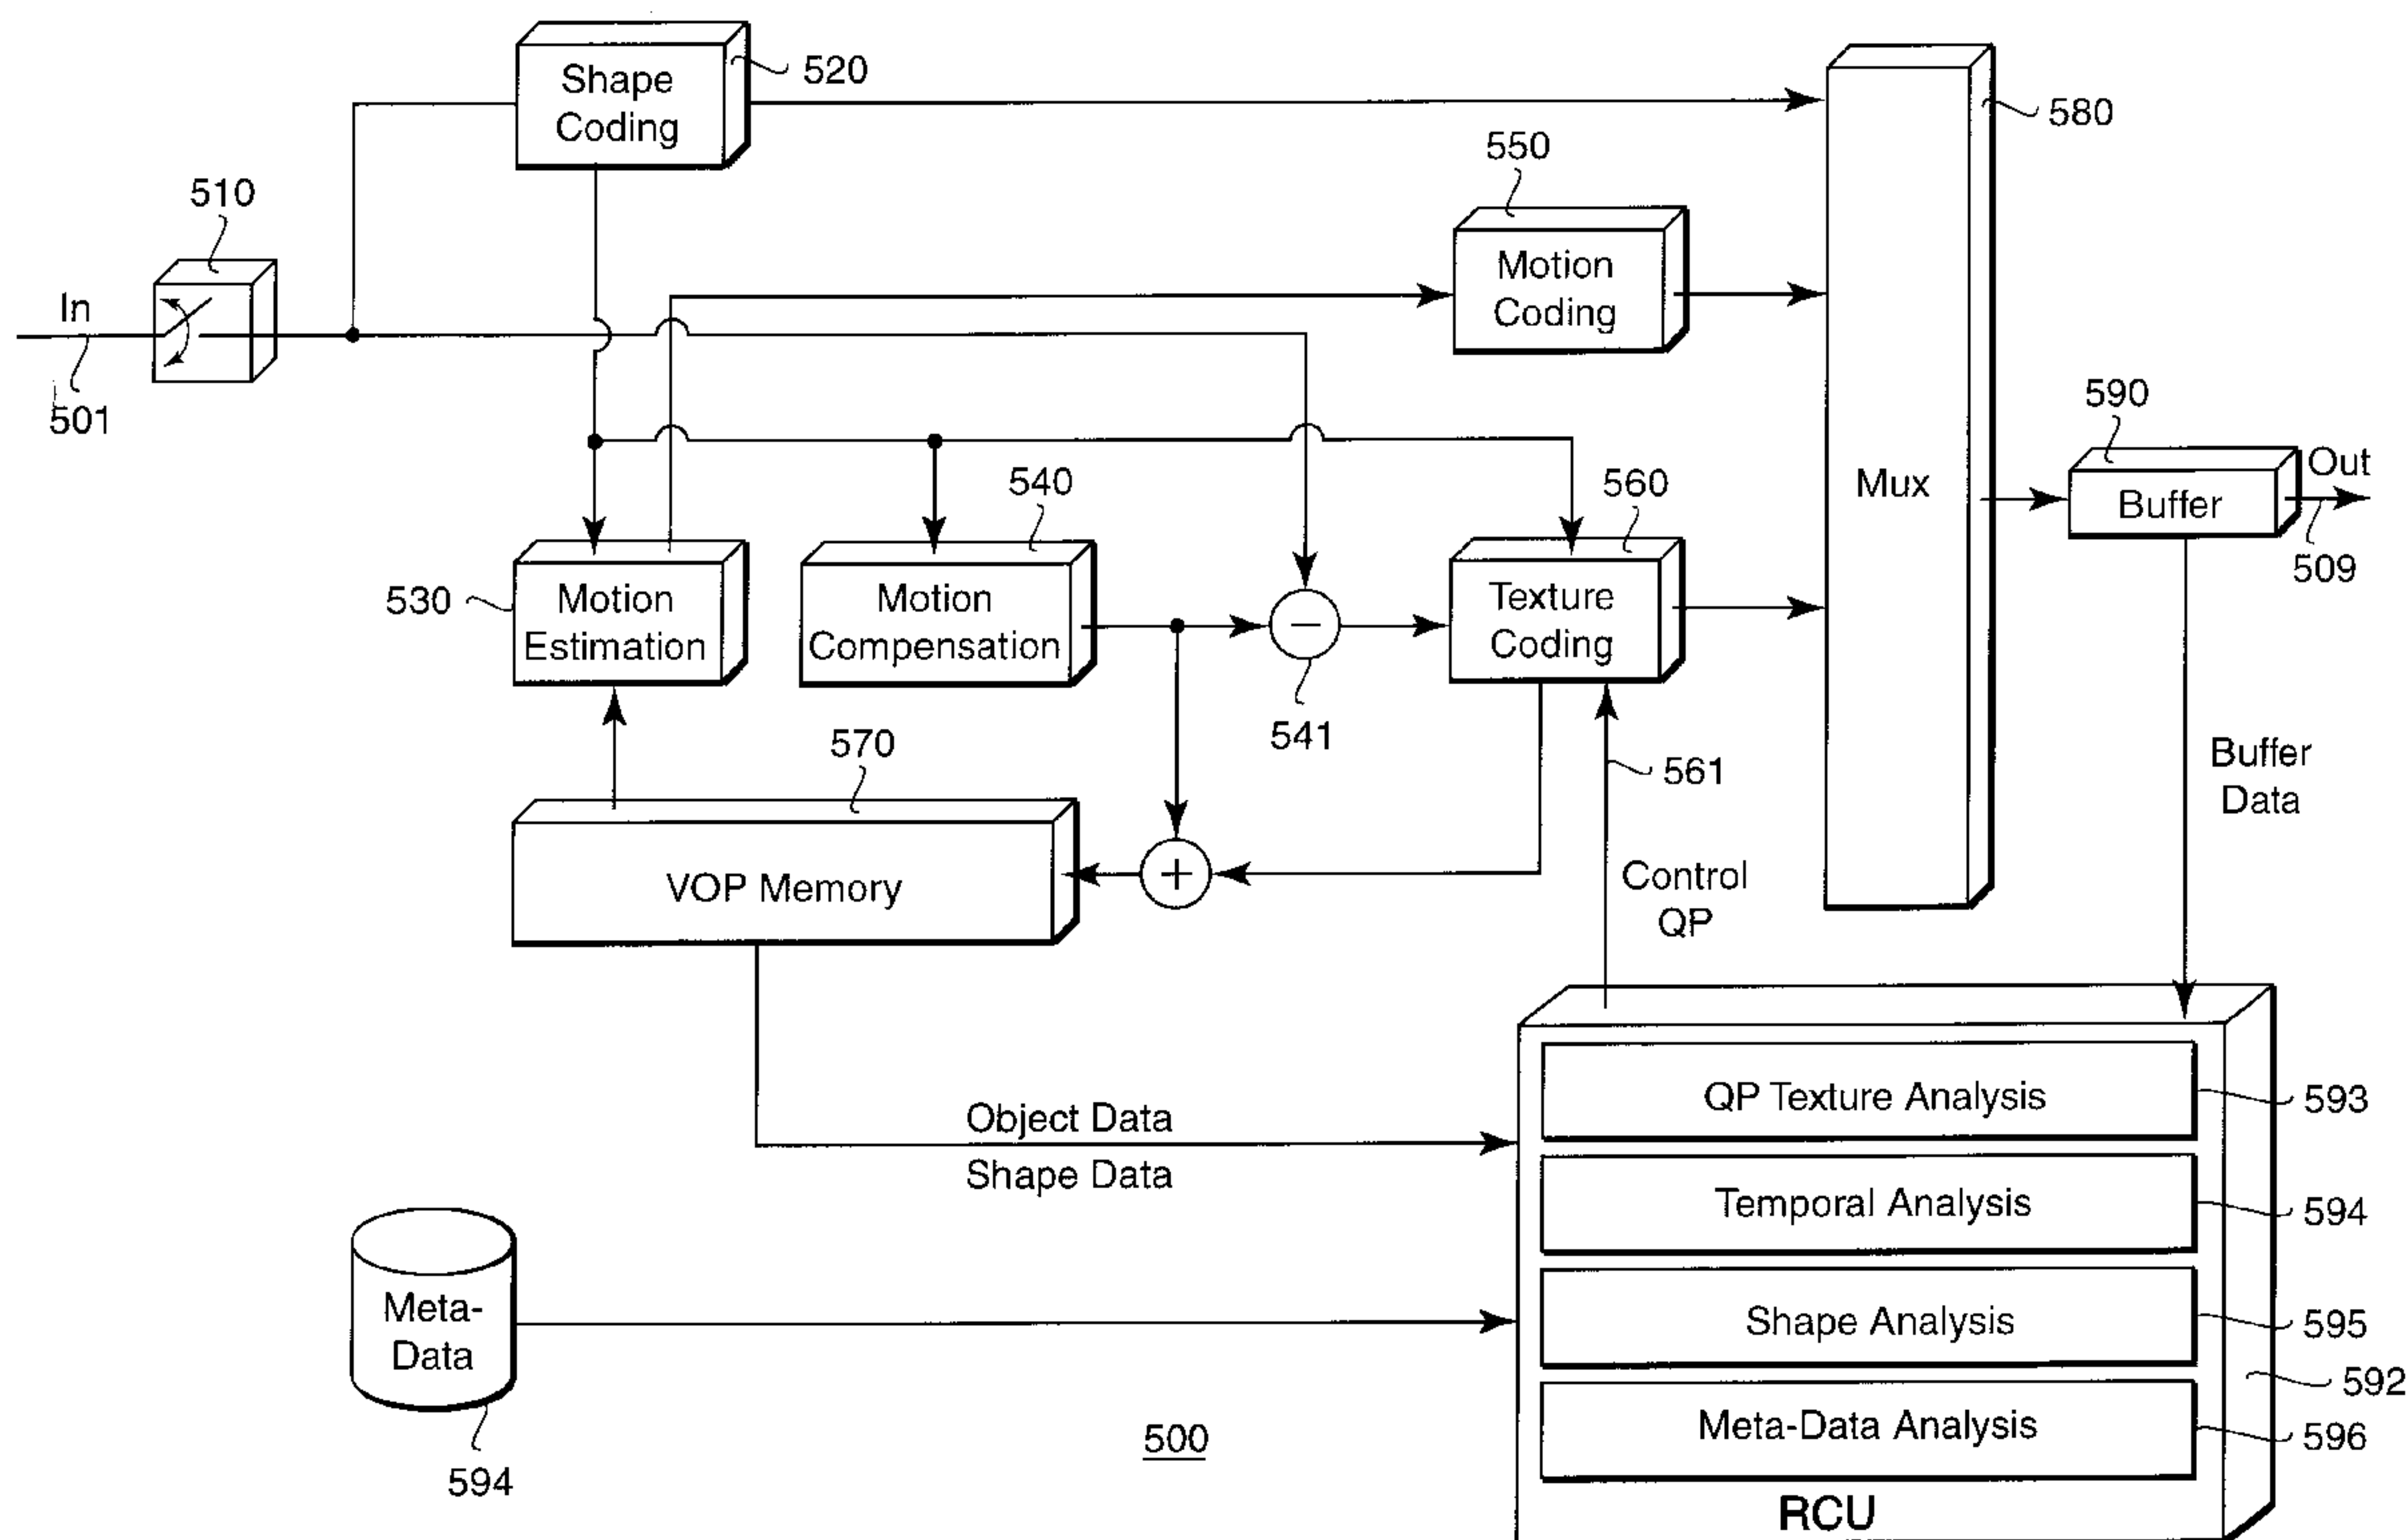 Shape
Coding
520
580
550
510
Motion
Coding
In
501
590
Out
Buffer
509
540
560
Mux
530
Motion
Estimation
Motion
Compensation
−
541
Texture
Coding
570
561
Buffer
Data
VOP Memory
+
Control
QP
Object Data
Shape Data
QP Texture Analysis
593
Temporal Analysis
594
Shape Analysis
595
592
Meta-Data Analysis
596
RCU
Meta-
Data
594
500